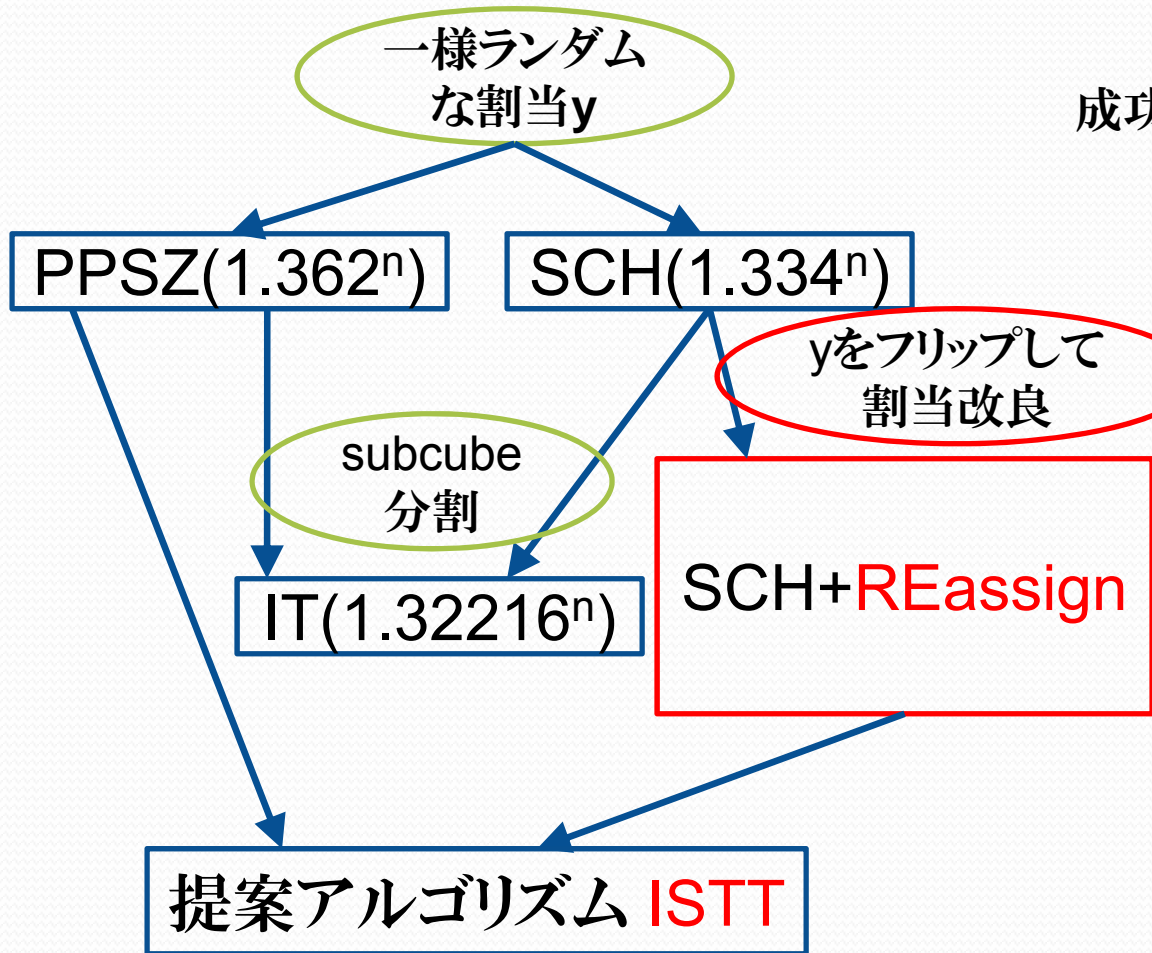 一様ランダム
な割当y
成功
PPSZ(1.362ⁿ)
SCH(1.334ⁿ)
yをフリップして
割当改良
subcube
分割
IT(1.32216ⁿ)
SCH+REassign
提案アルゴリズム ISTT